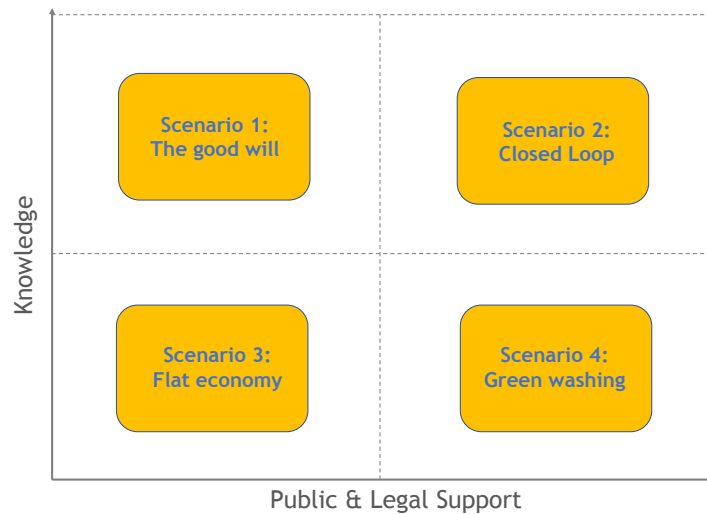 Scenario 1:
The good will
Scenario 2:
Closed Loop
Knowledge
Scenario 3:
Flat economy
Scenario 4:
Green washing
Public & Legal Support